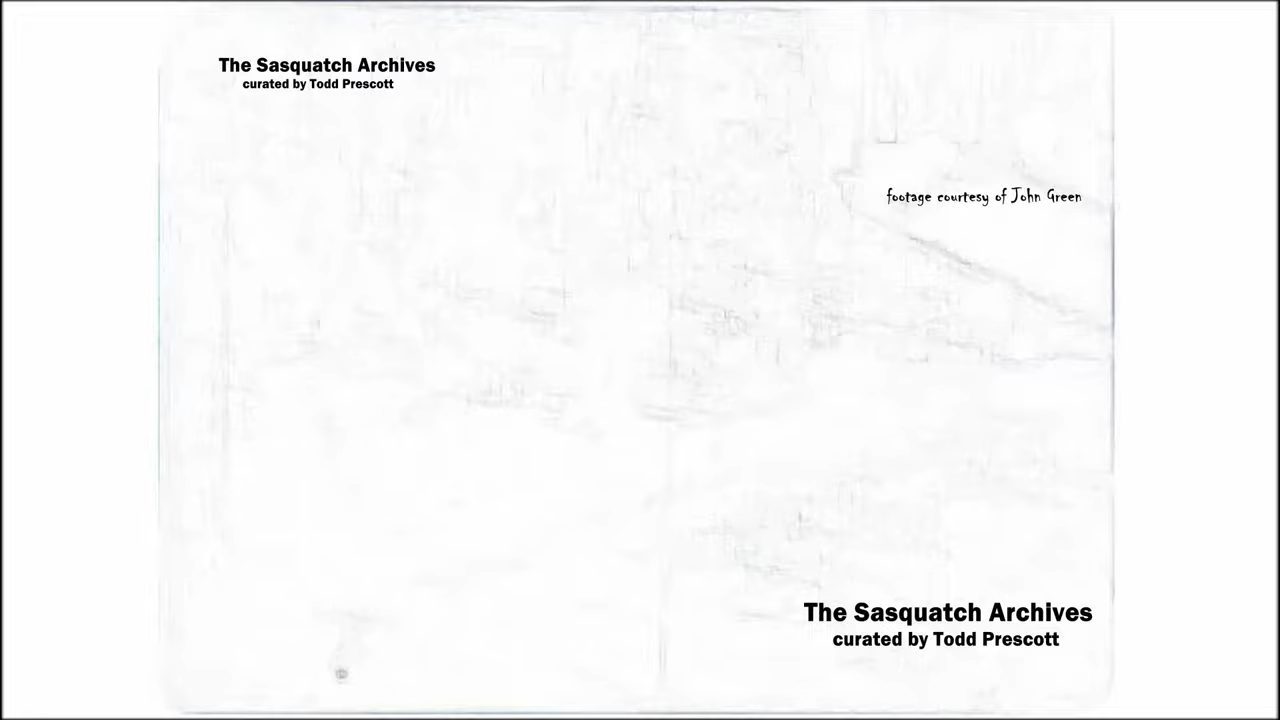 The Sasquatch Archives
curated by Todd Prescott
footage courtesy of John Green
The Sasquatch Archives
curated by Todd Prescott